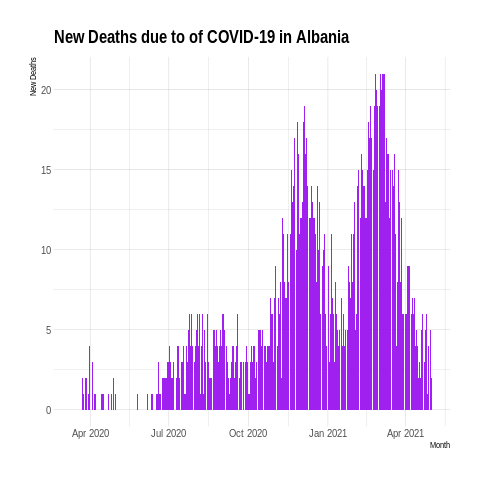 New Deaths due to of COVID-19 in Albania
New Deaths
20
15
10
5
0
Apr 2020 Jul 2020 Oct 2020 Jan 2021 Apr 2021
Month